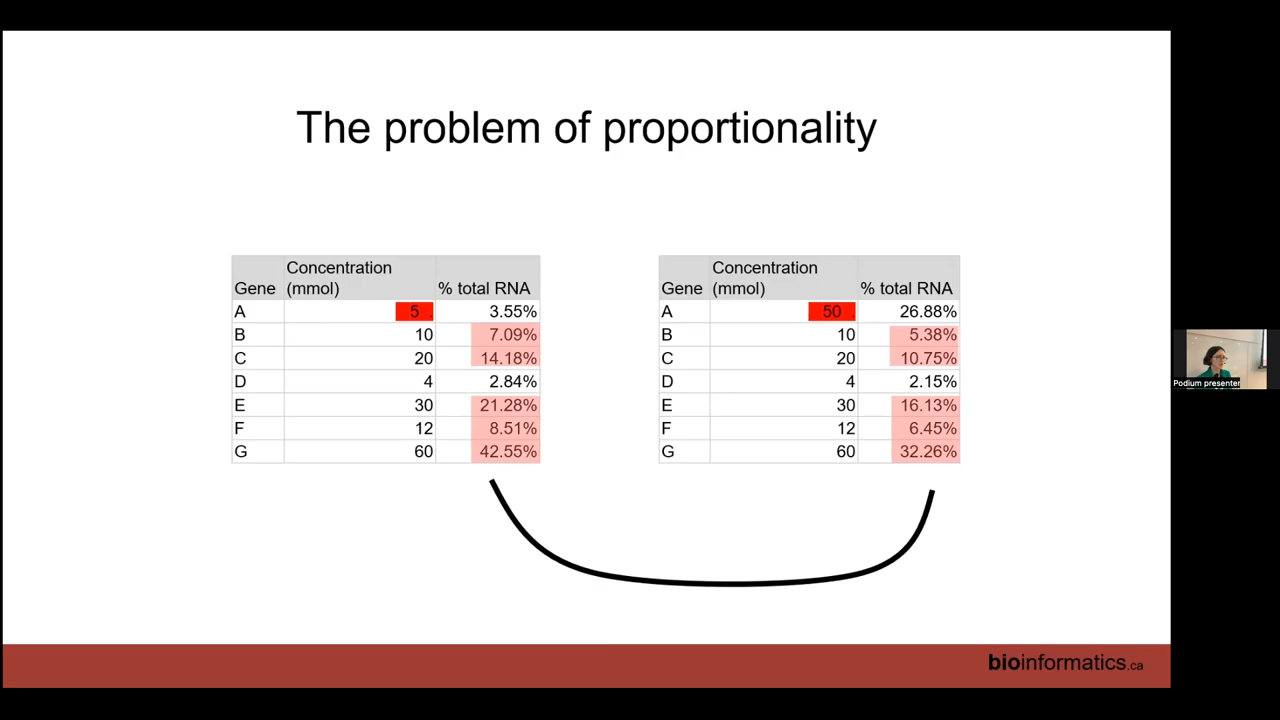 The problem of proportionality
Concentration
Gene (mmol) % total RNA
A 5 3.55%
B 10 7.09%
C 20 14.18%
D 4 2.84%
E 30 21.28%
F 12 8.51%
G 60 42.55%
Concentration
Gene (mmol) % total RNA
A 50 26.88%
B 10 5.38%
C 20 10.75%
D 4 2.15%
E 30 16.13%
F 12 6.45%
G 60 32.26%
Podium presenter
bioinformatics.ca